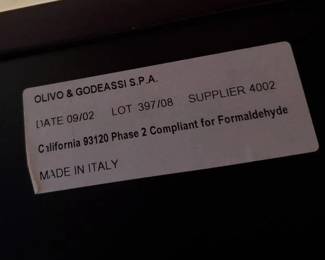 OLIVO & GODEASSI S.P.A.
DATE 09/02 LOT 397/08 SUPPLIER 4002
California 93120 Phase 2 Compliant for Formaldehyde
MADE IN ITALY